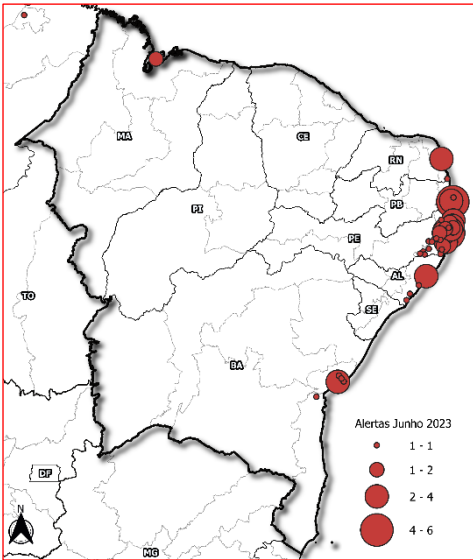 MA
CE
RN
PB
PI
PE
AL
TO
SE
BA
Alertas Junho 2023
1 - 1
1 - 2
2 - 4
4 - 6
DF
N
MG